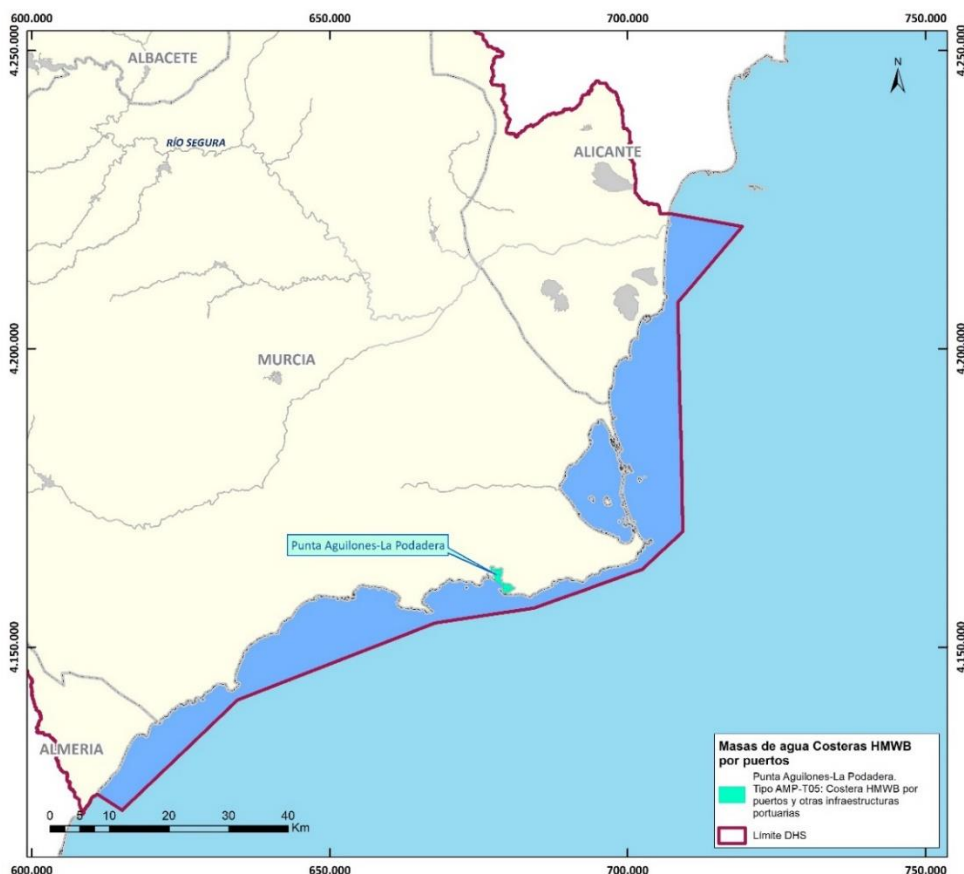 600.000 650.000 700.000 750.000
4.250.000 4.250.000
ALBACETE
N
RÍO SEGURA
ALICANTE
4.200.000 4.200.000
MURCIA
Punta Aguilones-La Podadera
4.150.000 4.150.000
ALMERIA
Masas de agua Costeras HMWB
por puertos
Punta Aguilones-La Podadera.
Tipo AMP-T05: Costera HMWB por
puertos y otras infraestructuras
portuarias
Límite DHS
0 5 10 20 30 40
Km
600.000 650.000 700.000 750.000